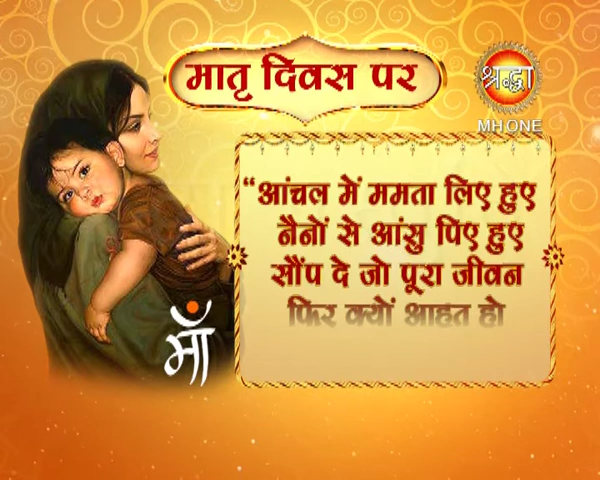 मातृ दिवस पर
श्रद्धा
MH ONE
“आंचल में ममता लिए हुए
नैनों से आंसु पिए हुए
सौंप दे जो पूरा जीवन
फिर क्यों आहत हो
माँ